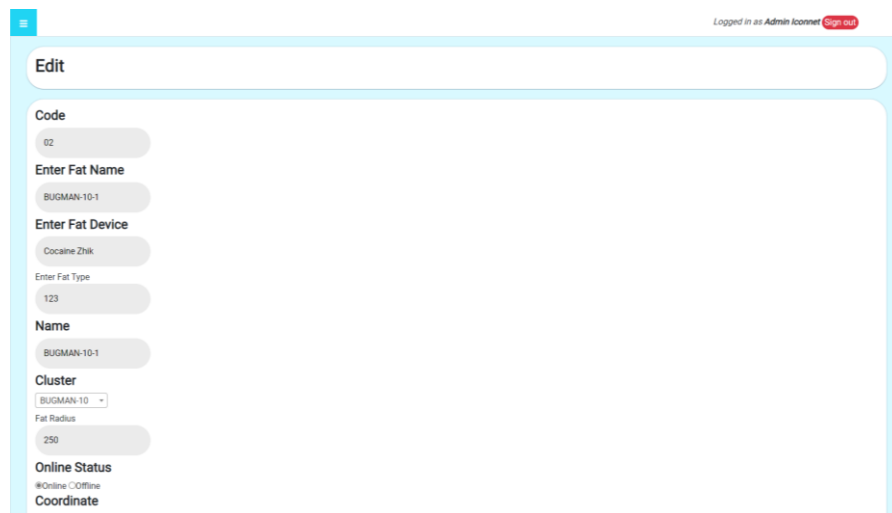 Logged in as Admin Iconnet Sign out
Edit
Code
02
Enter Fat Name
BUGMAN-10-1
Enter Fat Device
Cocaine Zhik
Enter Fat Type
123
Name
BUGMAN-10-1
Cluster
BUGMAN-10
Fat Radius
250
Online Status
Online Offline
Coordinate